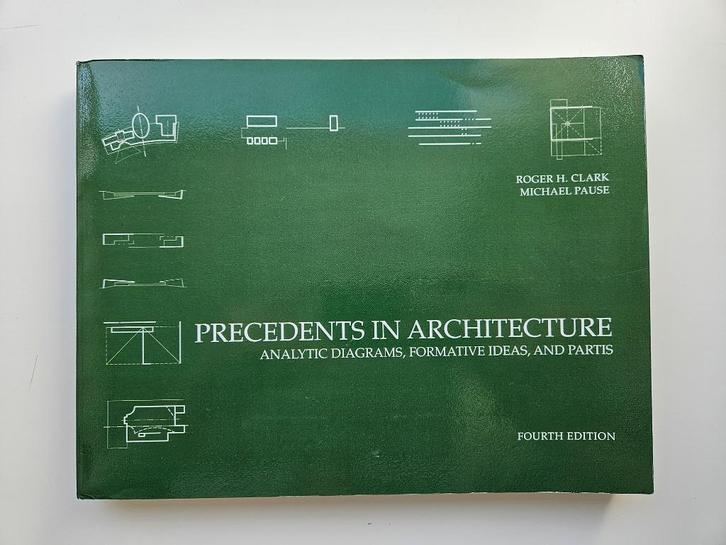 ROGER H. CLARK
MICHAEL PAUSE
PRECEDENTS IN ARCHITECTURE
ANALYTIC DIAGRAMS, FORMATIVE IDEAS, AND PARTIS
FOURTH EDITION